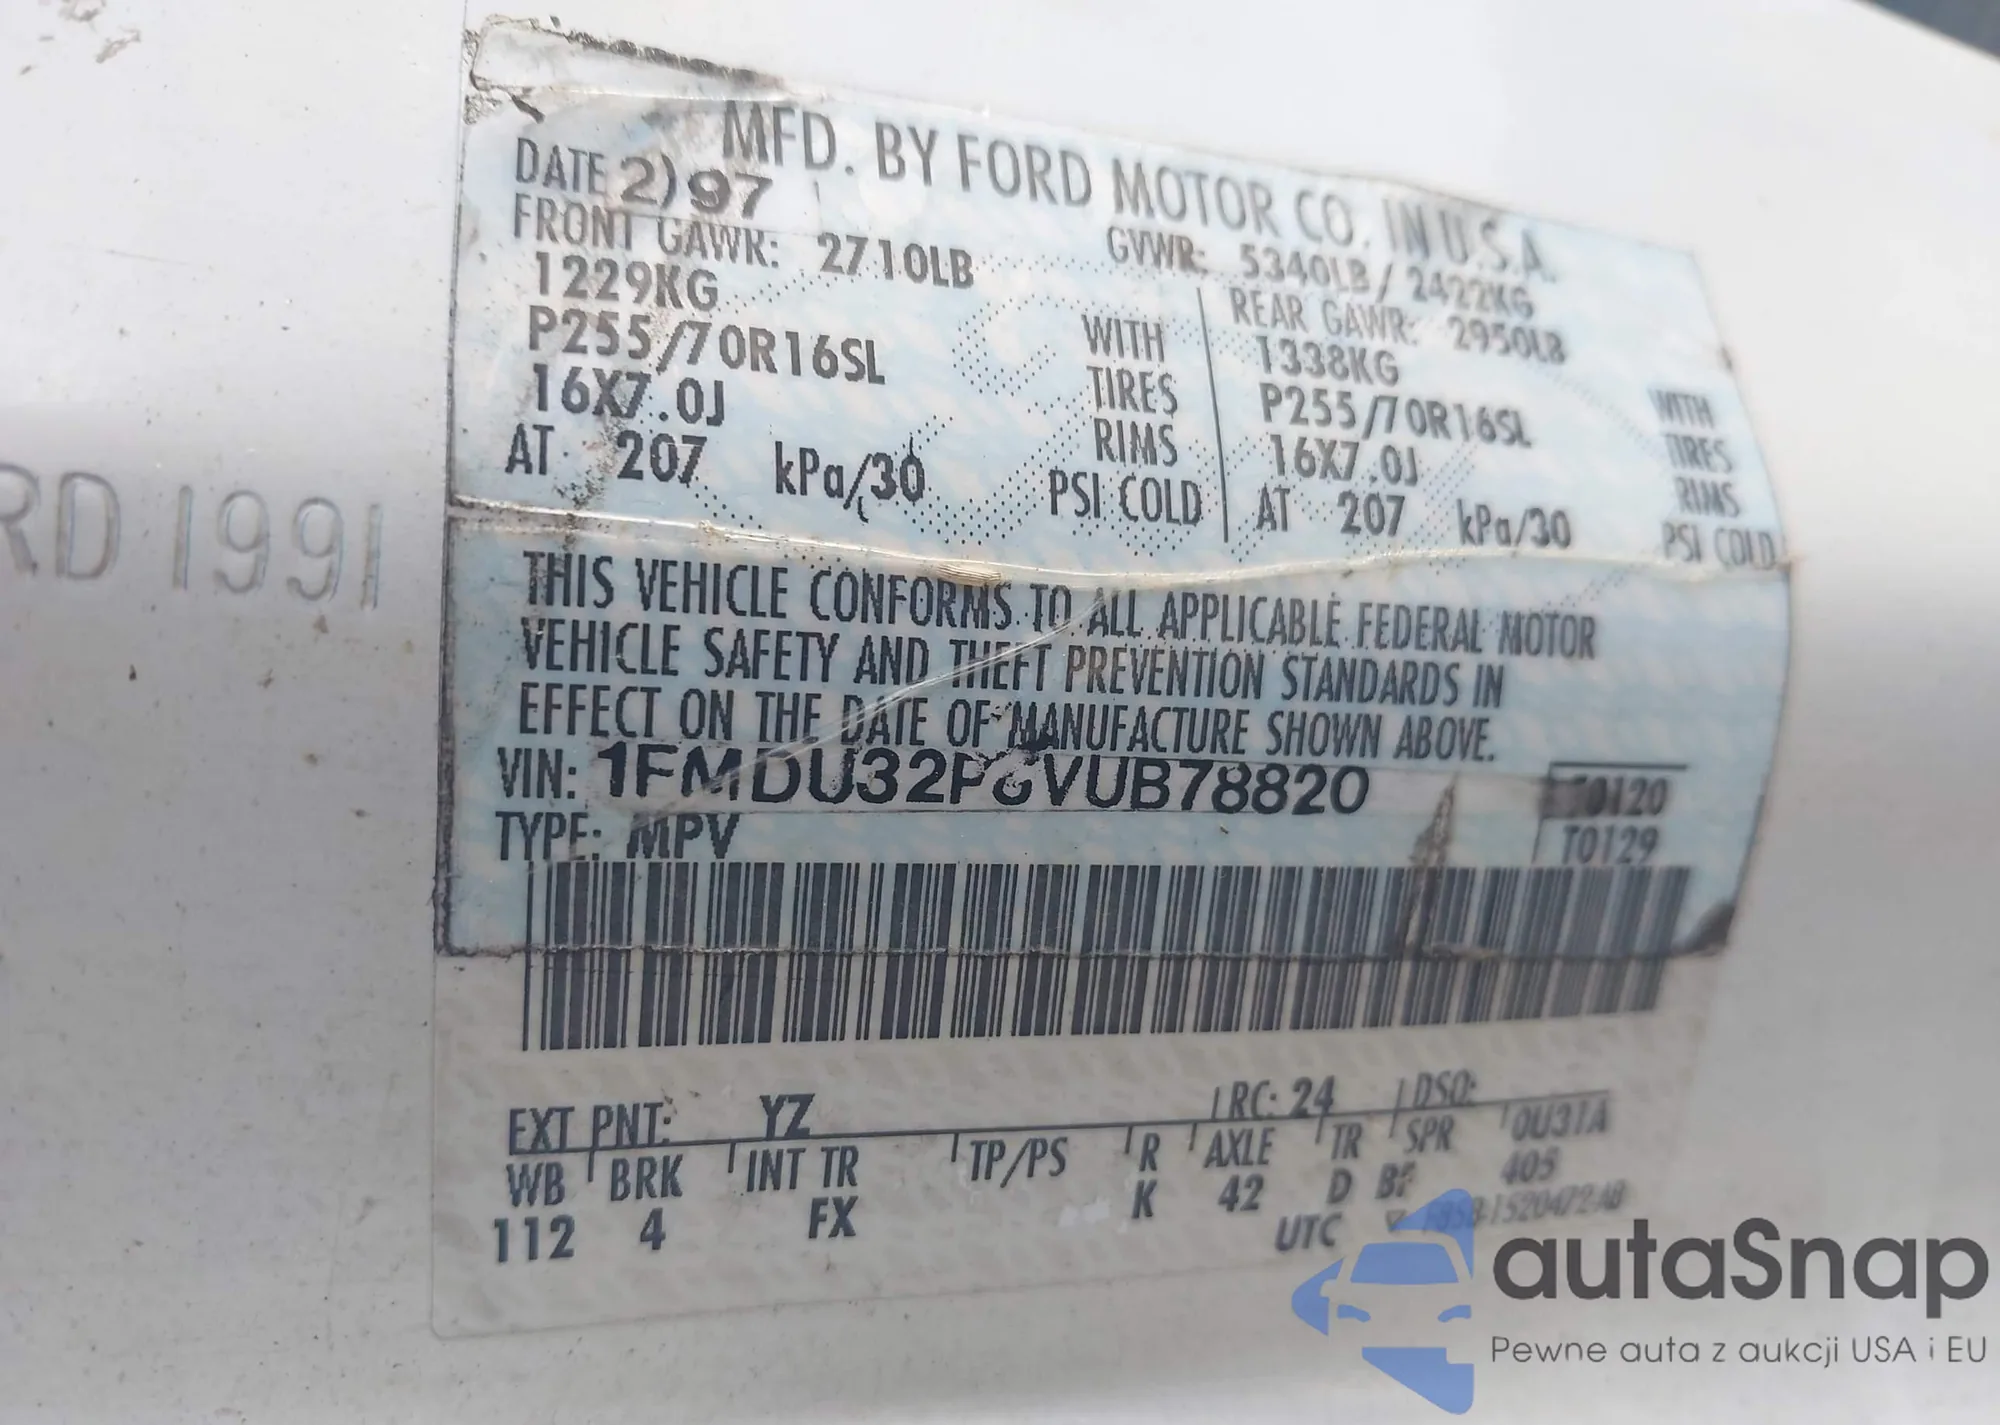 MFD. BY FORD MOTOR CO. IN U.S.A.
DATE 2)97 GVWR: 5340LB / 2422KG
FRONT GAWR: 2710LB REAR GAWR: 2950LB
1229KG WITH 1338KG WITH
P255/70R16SL TIRES P255/70R16SL TIRES
16X7.0J RIMS 16X7.0J RIMS
AT 207 kPa/30 PSI COLD AT 207 kPa/30 PSI COLD
RD 1991
THIS VEHICLE CONFORMS TO ALL APPLICABLE FEDERAL MOTOR
VEHICLE SAFETY AND THEFT PREVENTION STANDARDS IN
EFFECT ON THE DATE OF MANUFACTURE SHOWN ABOVE.
VIN: 1FMDU32P6VUB78820
TYPE: MPV T0129
EXT PNT: YZ RC: 24 DSO:
WB BRK INT TR TP/PS R AXLE TR SPR 0U3TA
112 4 FX K 42 D 405
UTC
autaSnap
Pewne auta z aukcji USA i EU